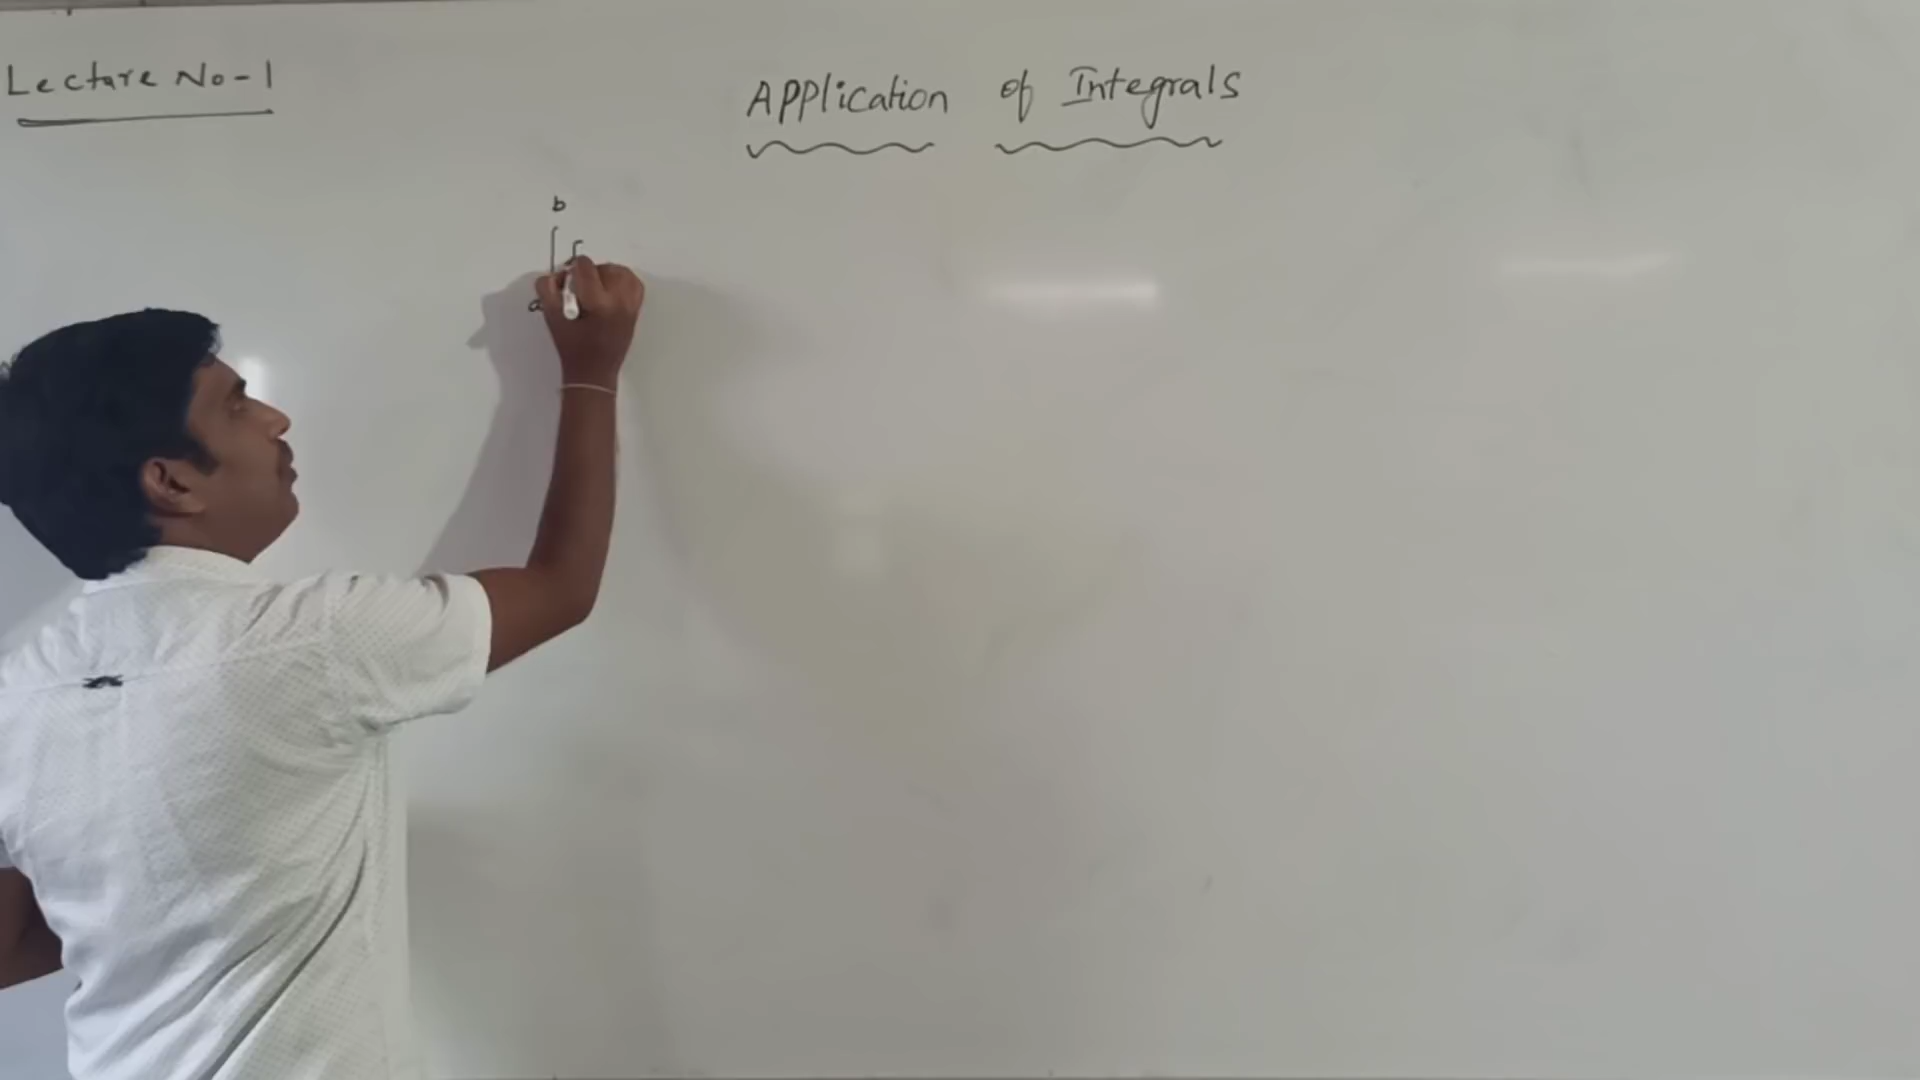 Lecture No-1
Application of Integrals
b
∫ f
a